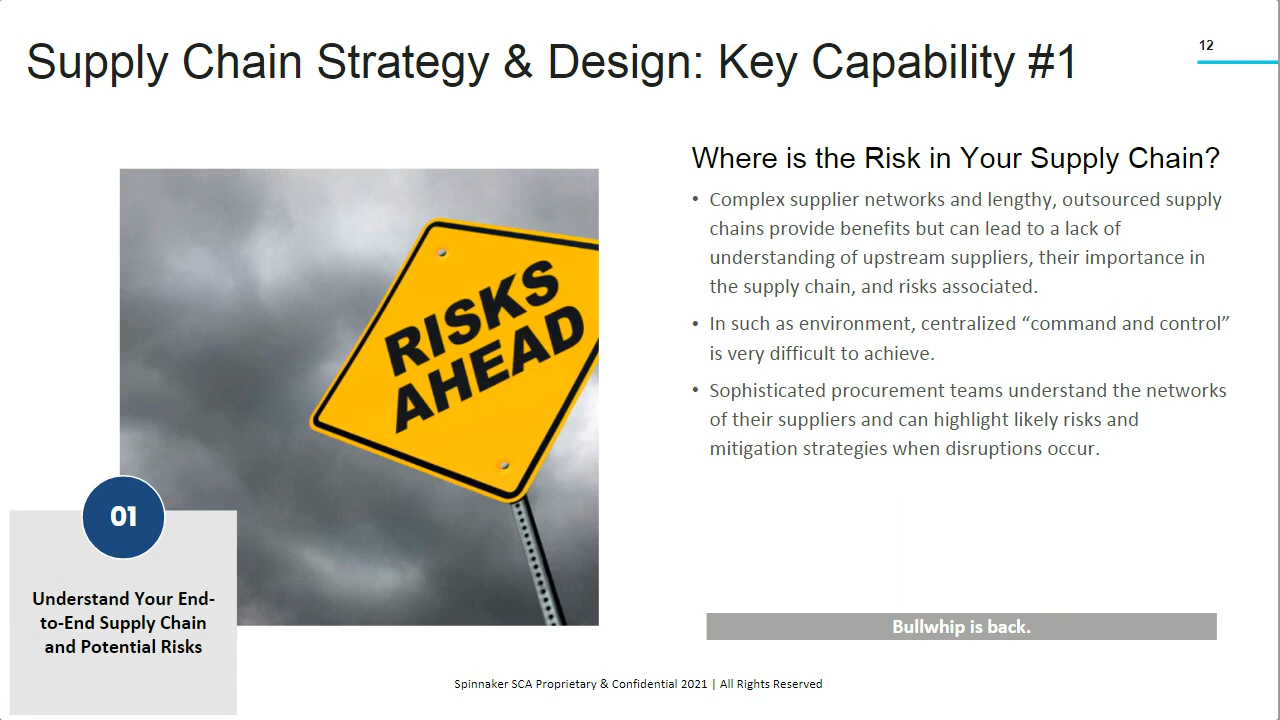 Supply Chain Strategy & Design: Key Capability #1
12
RISKS
AHEAD
01
Understand Your End-
to-End Supply Chain
and Potential Risks
Where is the Risk in Your Supply Chain?
• Complex supplier networks and lengthy, outsourced supply
chains provide benefits but can lead to a lack of
understanding of upstream suppliers, their importance in
the supply chain, and risks associated.
• In such as environment, centralized “command and control”
is very difficult to achieve.
• Sophisticated procurement teams understand the networks
of their suppliers and can highlight likely risks and
mitigation strategies when disruptions occur.
Bullwhip is back.
Spinnaker SCA Proprietary & Confidential 2021 | All Rights Reserved